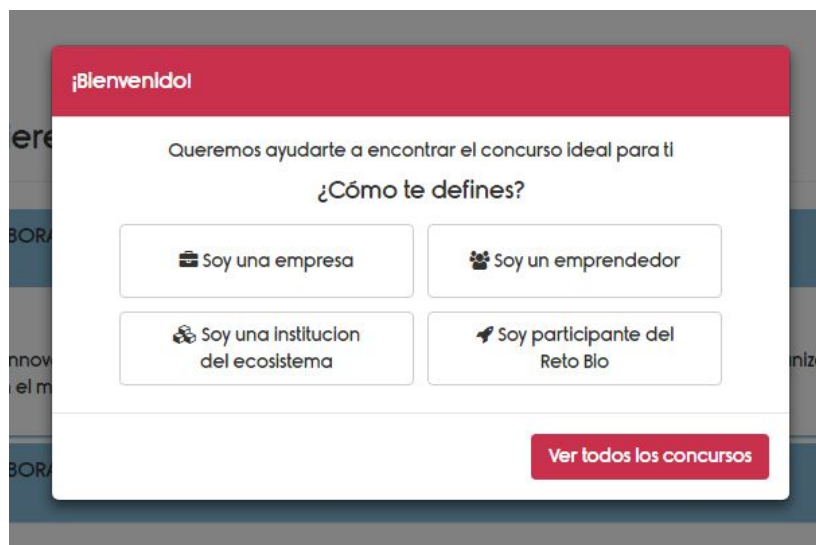 ¡Bienvenido!
Queremos ayudarte a encontrar el concurso ideal para ti
¿Cómo te defines?
Soy una empresa
Soy un emprendedor
Soy una institucion
del ecosistema
Soy participante del
Reto Bio
Ver todos los concursos